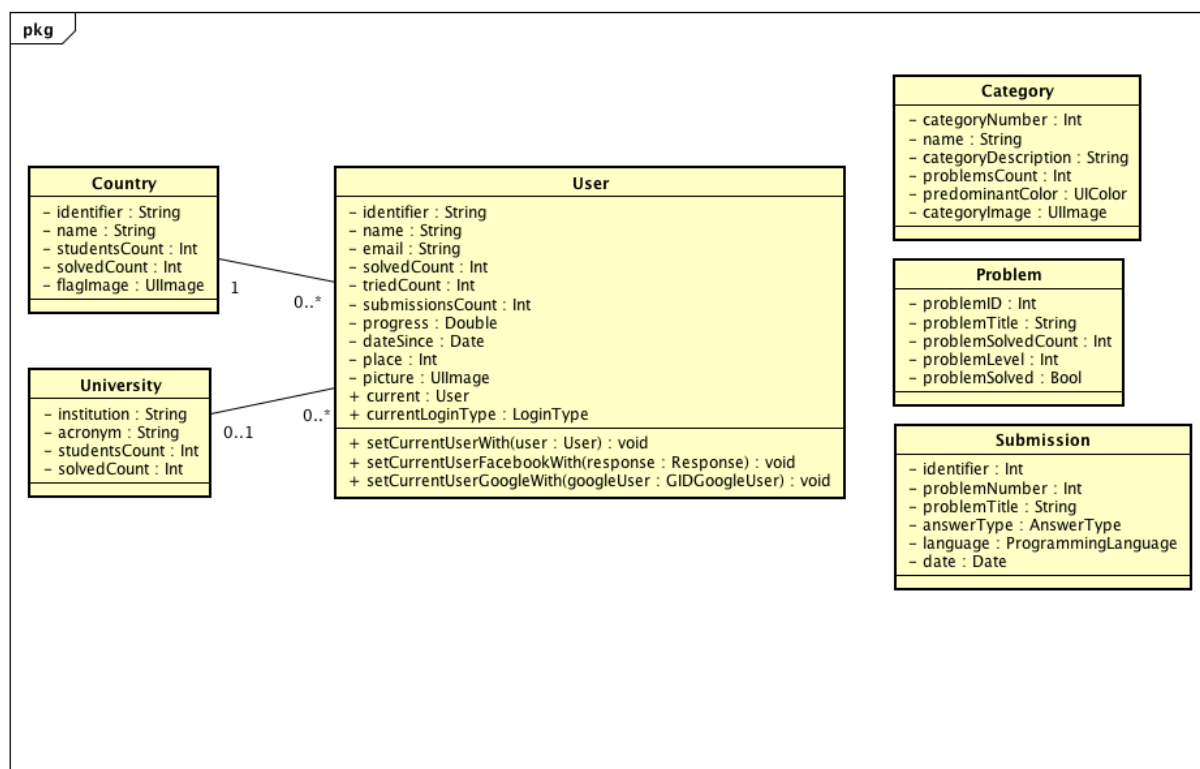 pkg
Country
- identifier : String
- name : String
- studentsCount : Int
- solvedCount : Int
- flagImage : UIImage
1
0..*
University
- institution : String
- acronym : String
- studentsCount : Int
- solvedCount : Int
0..1
0..*
User
- identifier : String
- name : String
- email : String
- solvedCount : Int
- triedCount : Int
- submissionsCount : Int
- progress : Double
- dateSince : Date
- place : Int
- picture : UIImage
+ current : User
+ currentLoginType : LoginType
+ setCurrentUserWith(user : User) : void
+ setCurrentUserFacebookWith(response : Response) : void
+ setCurrentUserGoogleWith(googleUser : GIDGoogleUser) : void
Category
- categoryNumber : Int
- name : String
- categoryDescription : String
- problemsCount : Int
- predominantColor : UIColor
- categoryImage : UIImage
Problem
- problemID : Int
- problemTitle : String
- problemSolvedCount : Int
- problemLevel : Int
- problemSolved : Bool
Submission
- identifier : Int
- problemNumber : Int
- problemTitle : String
- answerType : AnswerType
- language : ProgrammingLanguage
- date : Date